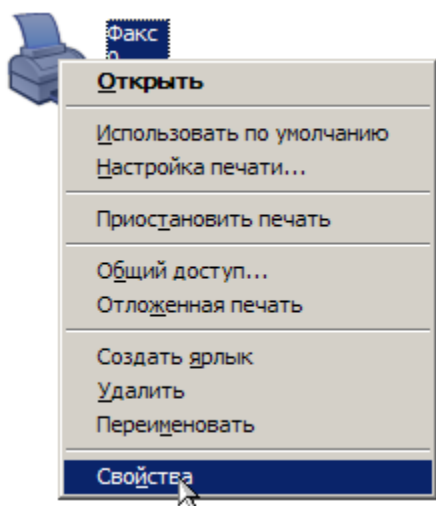 Факс
Открыть
Использовать по умолчанию
Настройка печати...
Приостановить печать
Общий доступ...
Отложенная печать
Создать ярлык
Удалить
Переименовать
Свойства